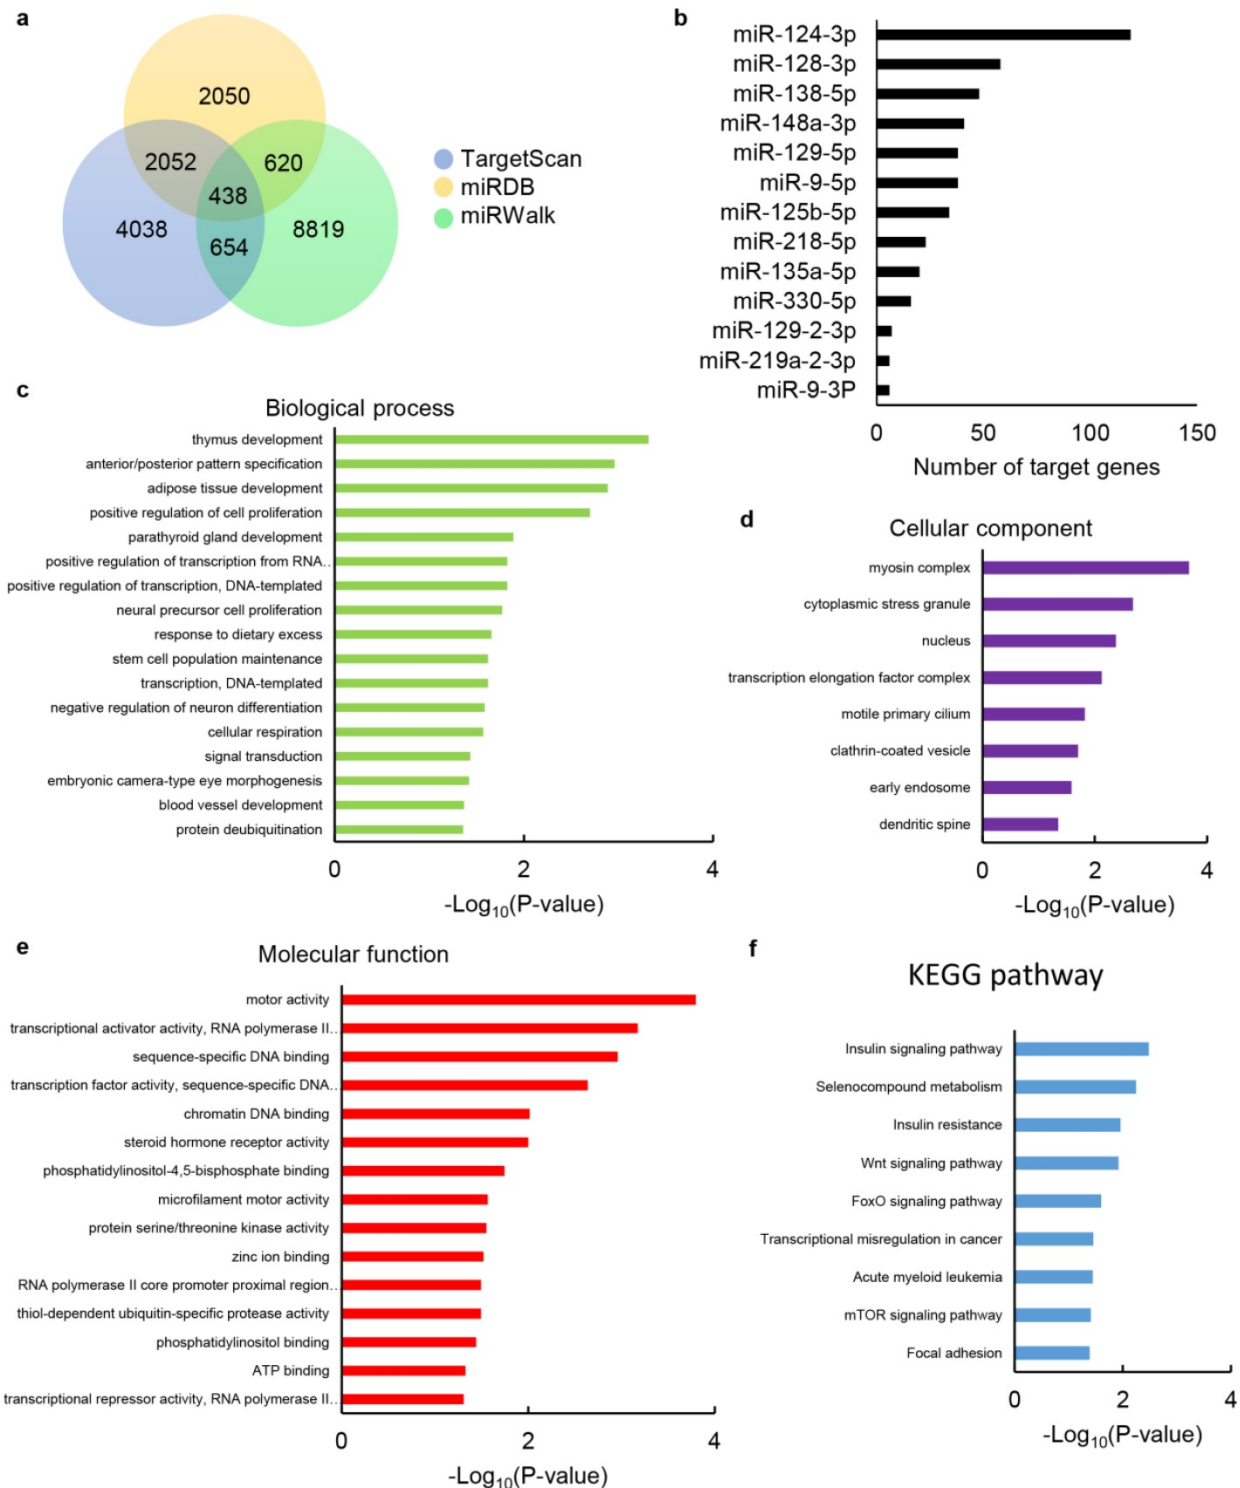 a
2050
2052
620
438
4038
654
8819
TargetScan
miRDB
miRWalk
b
miR-124-3p
miR-128-3p
miR-138-5p
miR-148a-3p
miR-129-5p
miR-9-5p
miR-125b-5p
miR-218-5p
miR-135a-5p
miR-330-5p
miR-129-2-3p
miR-219a-2-3p
miR-9-3P
0 50 100 150
Number of target genes
c
Biological process
thymus development
anterior/posterior pattern specification
adipose tissue development
positive regulation of cell proliferation
parathyroid gland development
positive regulation of transcription from RNA..
positive regulation of transcription, DNA-templated
neural precursor cell proliferation
response to dietary excess
stem cell population maintenance
transcription, DNA-templated
negative regulation of neuron differentiation
cellular respiration
signal transduction
embryonic camera-type eye morphogenesis
blood vessel development
protein deubiquitination
0 2 4
-Log10(P-value)
d
Cellular component
myosin complex
cytoplasmic stress granule
nucleus
transcription elongation factor complex
motile primary cilium
clathrin-coated vesicle
early endosome
dendritic spine
0 2 4
-Log10(P-value)
e
Molecular function
motor activity
transcriptional activator activity, RNA polymerase II..
sequence-specific DNA binding
transcription factor activity, sequence-specific DNA..
chromatin DNA binding
steroid hormone receptor activity
phosphatidylinositol-4,5-bisphosphate binding
microfilament motor activity
protein serine/threonine kinase activity
zinc ion binding
RNA polymerase II core promoter proximal region..
thiol-dependent ubiquitin-specific protease activity
phosphatidylinositol binding
ATP binding
transcriptional repressor activity, RNA polymerase II..
0 2 4
-Log10(P-value)
f
KEGG pathway
Insulin signaling pathway
Selenocompound metabolism
Insulin resistance
Wnt signaling pathway
FoxO signaling pathway
Transcriptional misregulation in cancer
Acute myeloid leukemia
mTOR signaling pathway
Focal adhesion
0 2 4
-Log10(P-value)